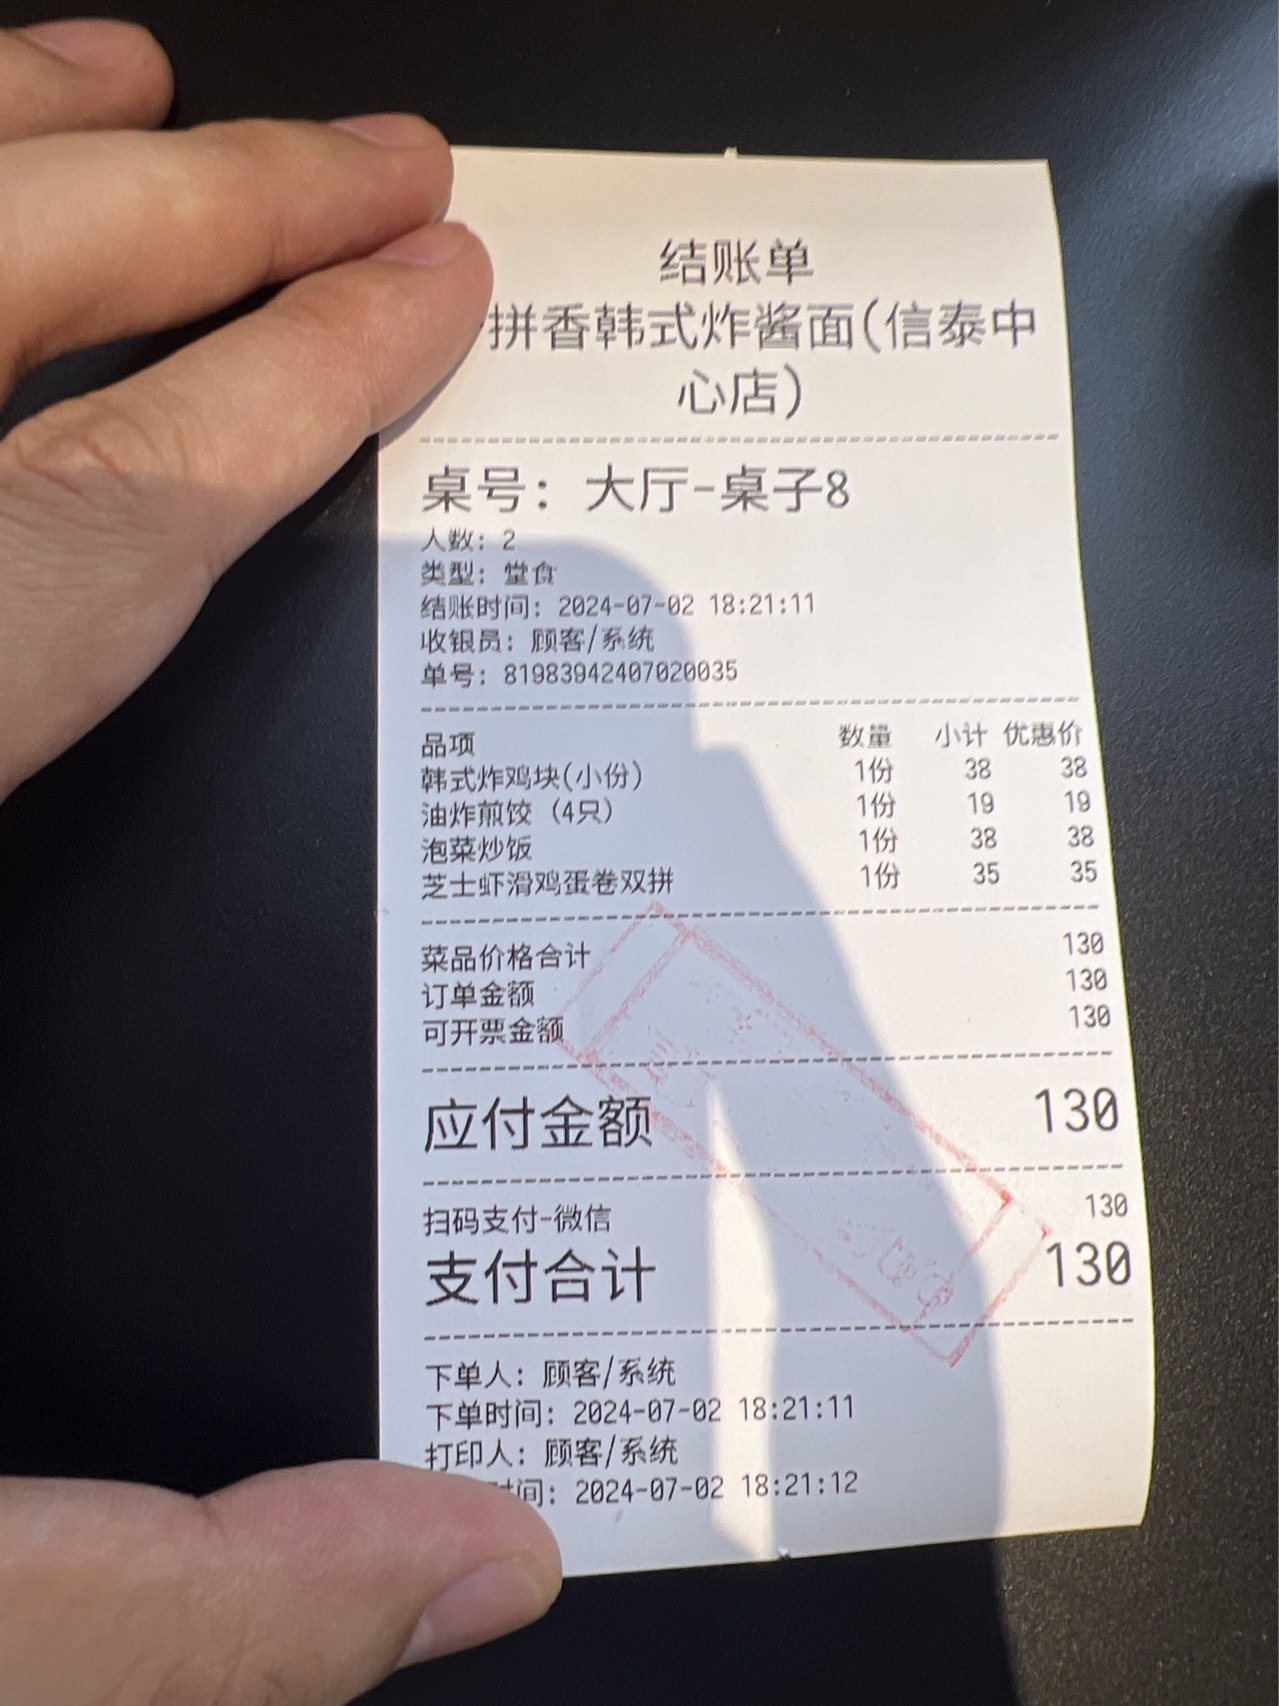 结账单
拼香韩式炸酱面(信泰中
心店)
桌号: 大厅-桌子8
人数: 2
类型: 堂食
结账时间: 2024-07-02 18:21:11
收银员: 顾客/系统
单号: 81983942407020035
品项 数量 小计 优惠价
韩式炸鸡块(小份) 1份 38 38
油炸煎饺 (4只) 1份 19 19
泡菜炒饭 1份 38 38
芝士虾滑鸡蛋卷双拼 1份 35 35
菜品价格合计 130
订单金额 130
可开票金额 130
应付金额 130
扫码支付-微信 130
支付合计 130
下单人: 顾客/系统
下单时间: 2024-07-02 18:21:11
打印人: 顾客/系统
间: 2024-07-02 18:21:12